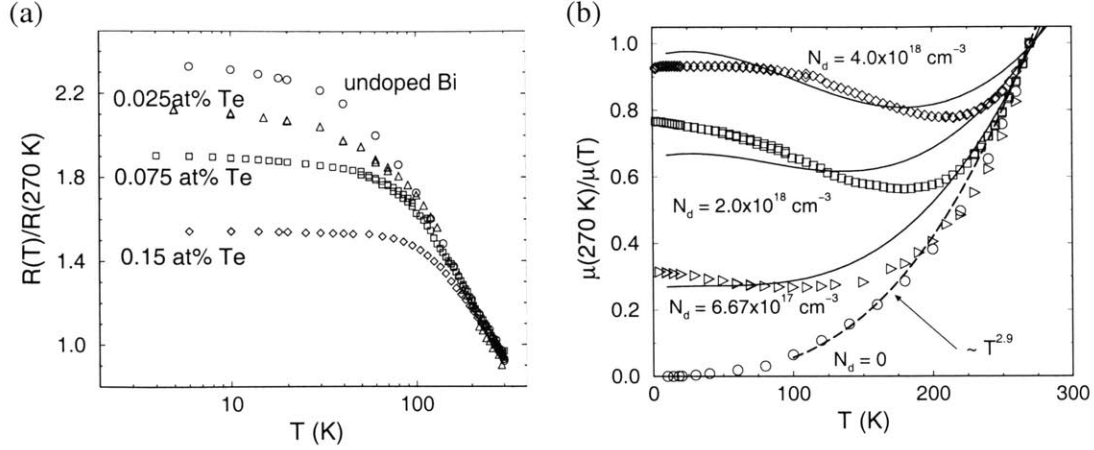 (a)
2.2
1.8
1.4
1.0
R(T)/R(270 K)
undoped Bi
0.025at% Te
0.075 at% Te
0.15 at% Te
10
100
T (K)
(b)
1.0
0.8
0.6
0.4
0.2
0.0
μ(270 K)/μ(T)
N_d = 4.0x10^18 cm^-3
N_d = 2.0x10^18 cm^-3
N_d = 6.67x10^17 cm^-3
~ T^2.9
N_d = 0
0
50
100
150
200
250
300
T (K)